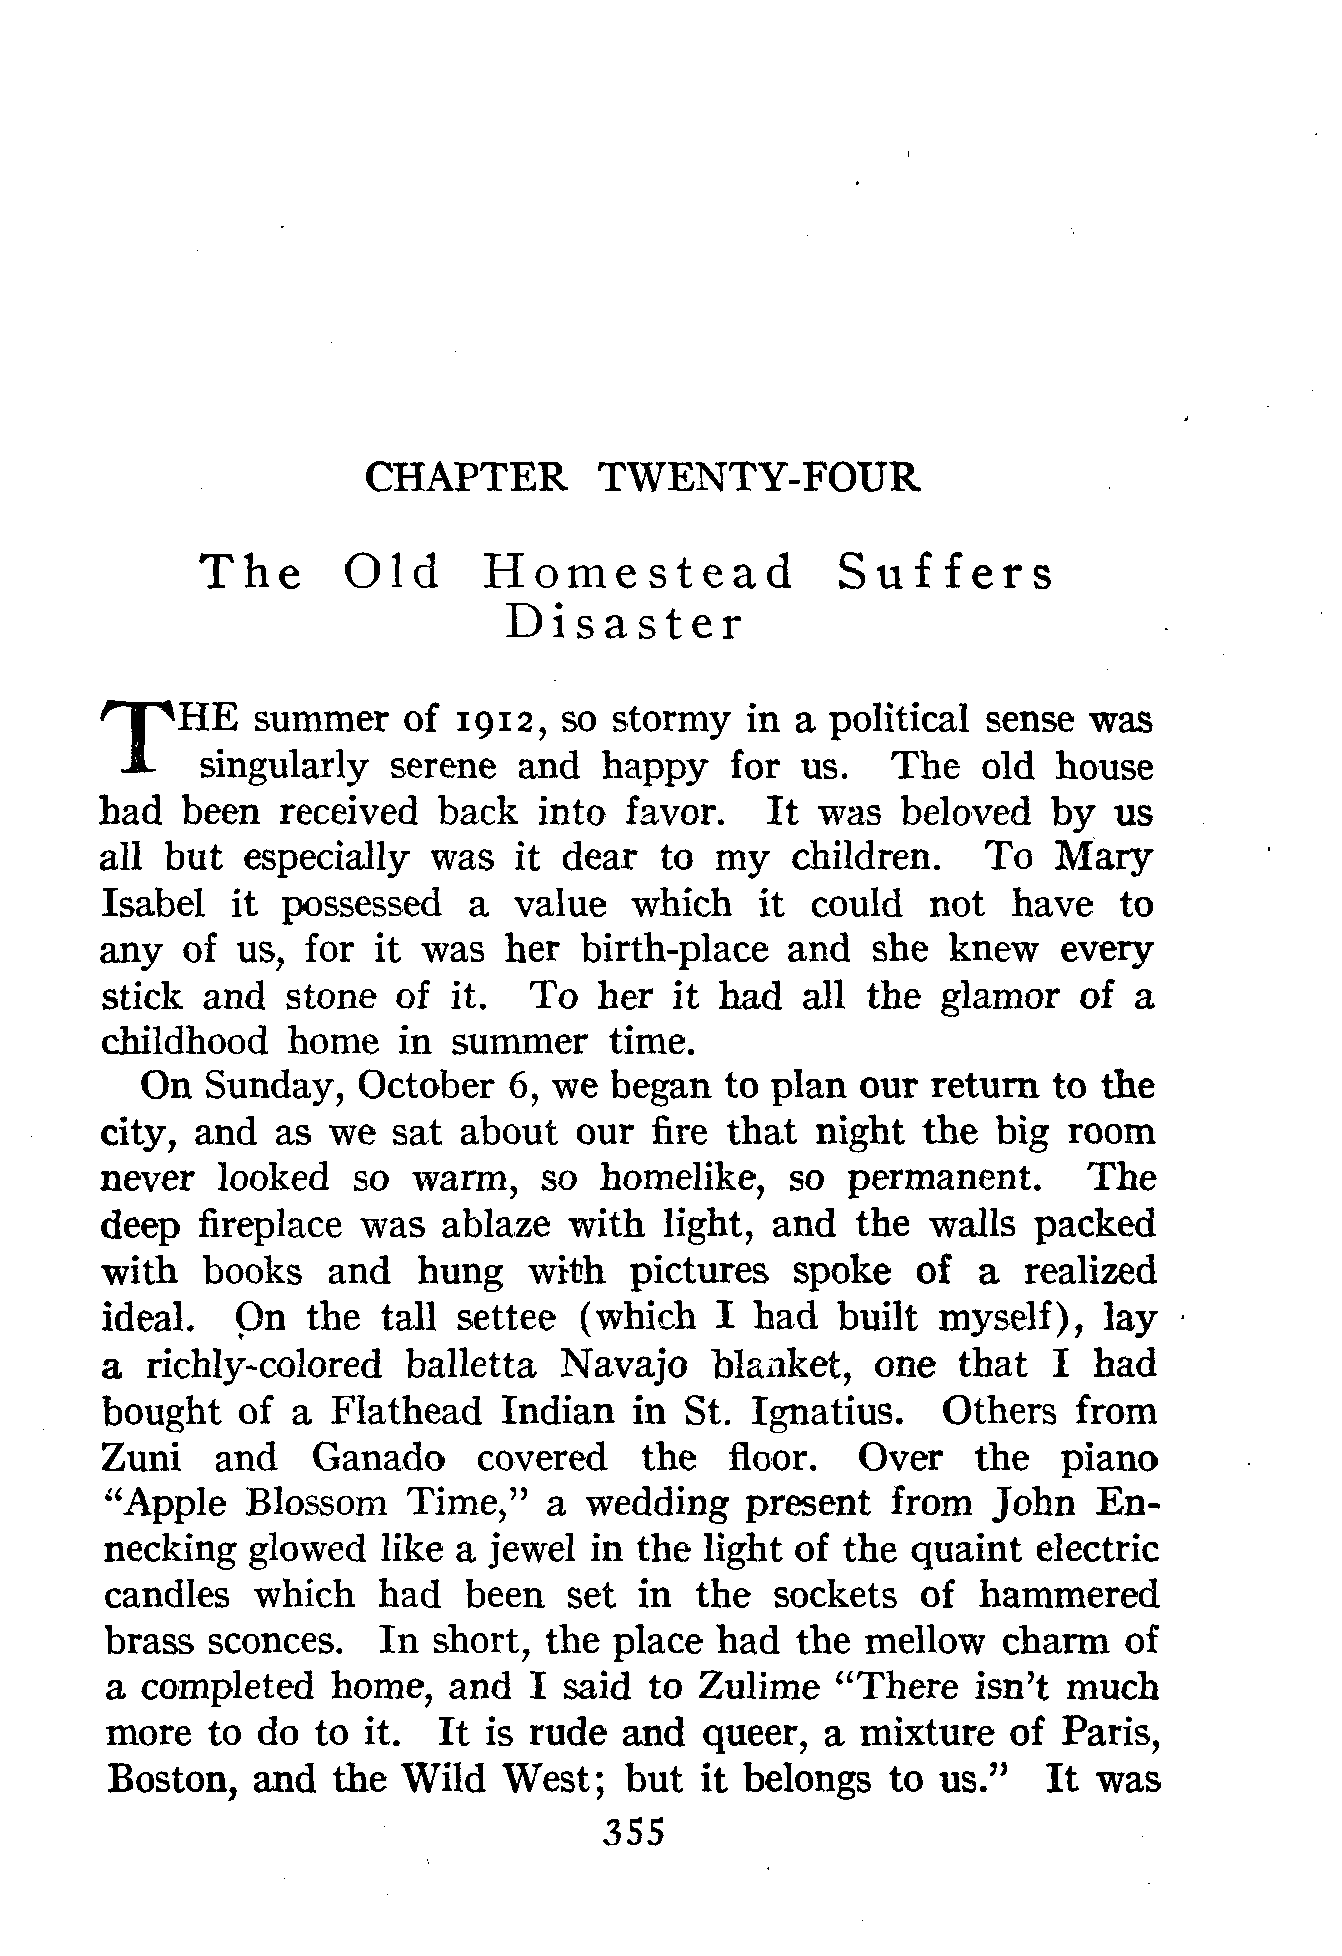 CHAPTER TWENTY-FOUR
The Old Homestead Suffers
Disaster
THE summer of 1912, so stormy in a political sense was
singularly serene and happy for us. The old house
had been received back into favor. It was beloved by us
all but especially was it dear to my children. To Mary
Isabel it possessed a value which it could not have to
any of us, for it was her birth-place and she knew every
stick and stone of it. To her it had all the glamor of a
childhood home in summer time.
On Sunday, October 6, we began to plan our return to the
city, and as we sat about our fire that night the big room
never looked so warm, so homelike, so permanent. The
deep fireplace was ablaze with light, and the walls packed
with books and hung with pictures spoke of a realized
ideal. On the tall settee (which I had built myself), lay
a richly-colored balletta Navajo blanket, one that I had
bought of a Flathead Indian in St. Ignatius. Others from
Zuni and Ganado covered the floor. Over the piano
“Apple Blossom Time,” a wedding present from John En-
necking glowed like a jewel in the light of the quaint electric
candles which had been set in the sockets of hammered
brass sconces. In short, the place had the mellow charm of
a completed home, and I said to Zulime “There isn’t much
more to do to it. It is rude and queer, a mixture of Paris,
Boston, and the Wild West; but it belongs to us.” It was
355